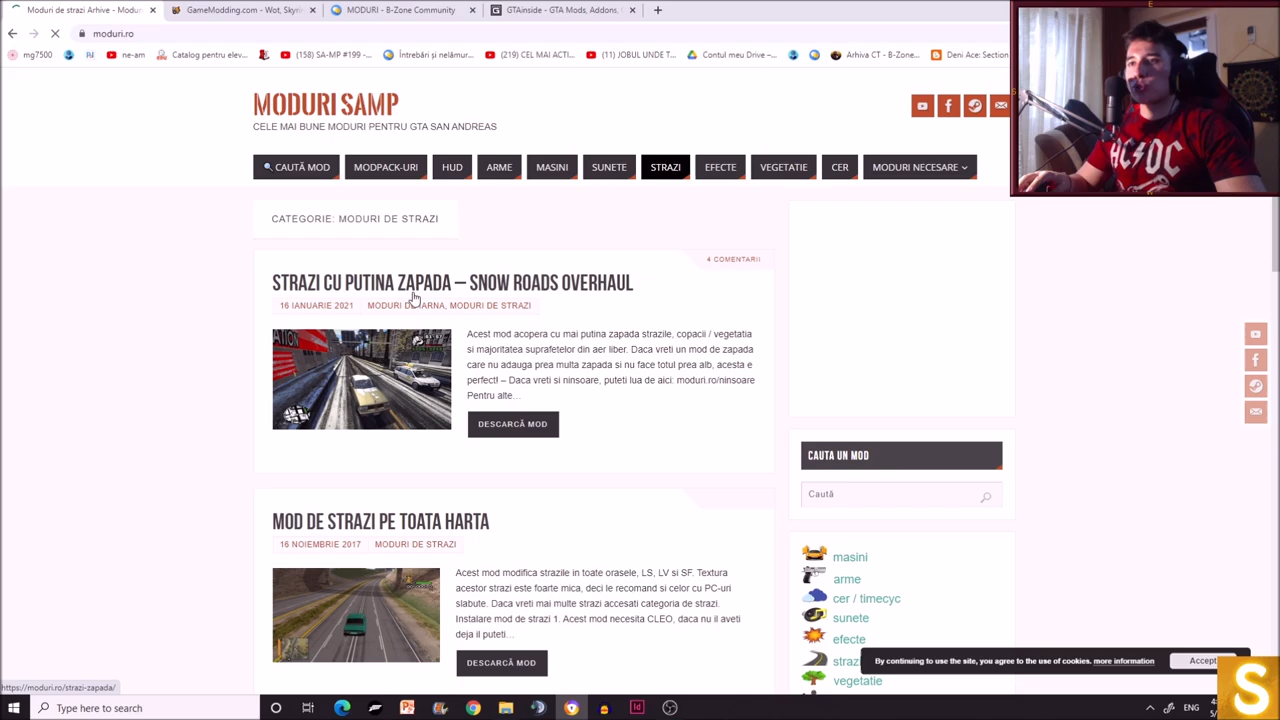 Moduri de strazi Arhive - Modur
GameModding.com - Wot, Skyrim
MODURI - B-Zone Community
GTAinside - GTA Mods, Addons, C
moduri.ro
mg7500
ne-am
Catalog pentru elev...
(158) SA-MP #199 –...
Întrebări și nelămur...
(219) CEL MAI ACTI...
(11) JOBUL UNDE T...
Contul meu Drive –...
Arhiva CT - B-Zone...
Deni Ace: Section
MODURI SAMP
CELE MAI BUNE MODURI PENTRU GTA SAN ANDREAS
CAUTĂ MOD
MODPACK-URI
HUD
ARME
MASINI
SUNETE
STRAZI
EFECTE
VEGETATIE
CER
MODURI NECESARE
AC DC
CATEGORIE: MODURI DE STRAZI
4 COMENTARII
STRAZI CU PUTINA ZAPADA – SNOW ROADS OVERHAUL
16 IANUARIE 2021
MODURI DE IARNA, MODURI DE STRAZI
Acest mod acopera cu mai putina zapada strazile, copacii / vegetatia
si majoritatea suprafetelor din aer liber. Daca vreti un mod de zapada
care nu adauga prea multa zapada si nu face totul prea alb, acesta e
perfect! – Daca vreti si ninsoare, puteti lua de aici: moduri.ro/ninsoare
Pentru alte…
DESCARCĂ MOD
CAUTA UN MOD
Caută
MOD DE STRAZI PE TOATA HARTA
16 NOIEMBRIE 2017
MODURI DE STRAZI
Acest mod modifica strazile in toate orasele, LS, LV si SF. Textura
acestor strazi este foarte mica, deci le recomand si celor cu PC-uri
slabute. Daca vreti mai multe strazi accesati categoria de strazi.
Instalare mod de strazi 1. Acest mod necesita CLEO, daca nu il aveti
deja il puteti…
DESCARCĂ MOD
masini
arme
cer / timecyc
sunete
efecte
strazi
vegetatie
By continuing to use the site, you agree to the use of cookies. more information
Accept
https://moduri.ro/strazi-zapada/
Type here to search
ENG
S